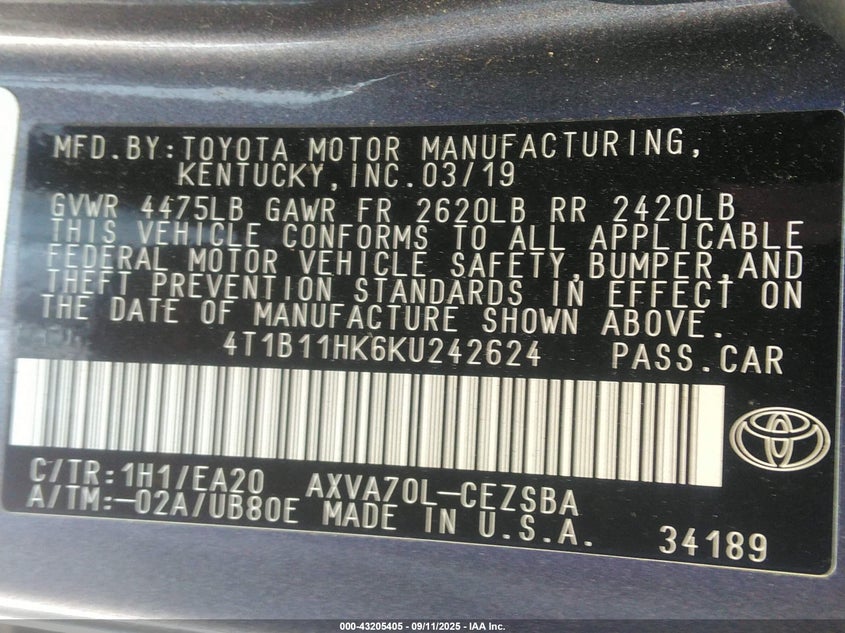 MFD.BY:TOYOTA MOTOR MANUFACTURING,
KENTUCKY,INC.03/19
GVWR 4475LB GAWR FR 2620LB RR 2420LB
THIS VEHICLE CONFORMS TO ALL APPLICABLE
FEDERAL MOTOR VEHICLE SAFETY,BUMPER,AND
THEFT PREVENTION STANDARDS IN EFFECT ON
THE DATE OF MANUFACTURE SHOWN ABOVE.
4T1B11HK6KU242624 PASS.CAR
C/TR:1H1/EA20 AXVA70L-CEZSBA
A/TM:-02A/UB80E MADE IN U.S.A. 34189
000-43205405 - 09/11/2025 - IAA Inc.